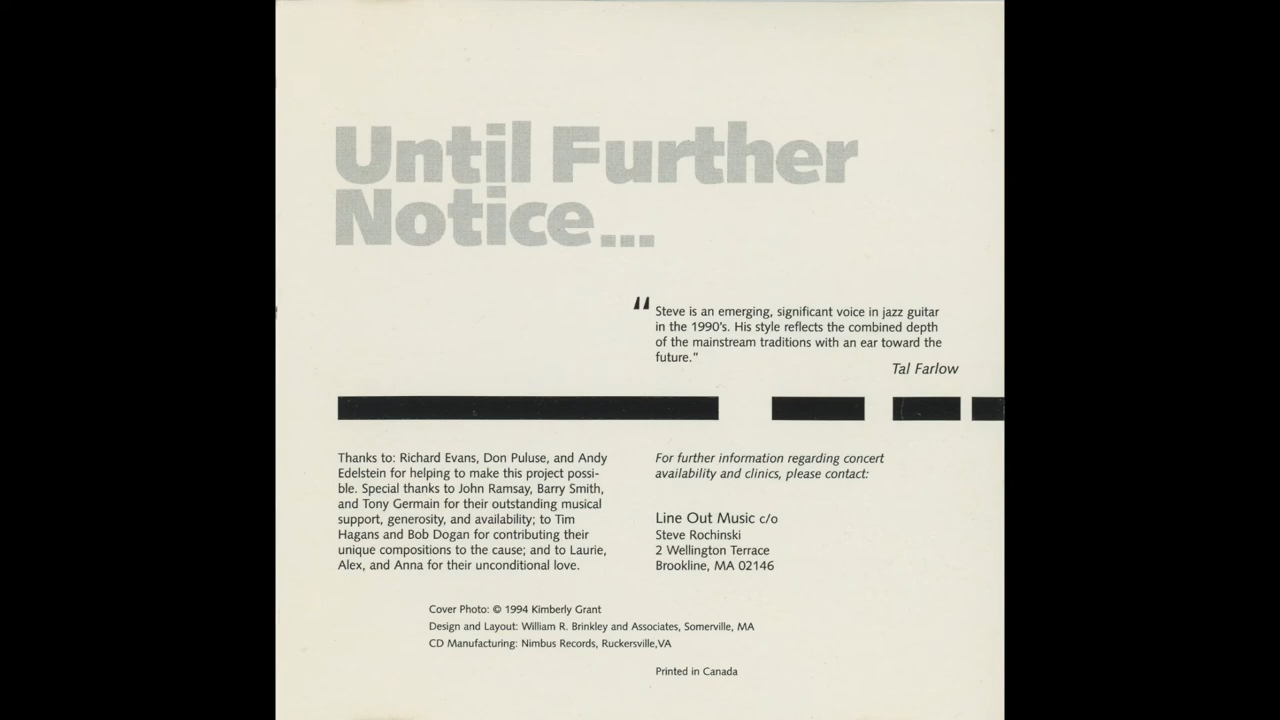 Until Further
Notice...
"Steve is an emerging, significant voice in jazz guitar
in the 1990's. His style reflects the combined depth
of the mainstream traditions with an ear toward the
future."
Tal Farlow
Thanks to: Richard Evans, Don Puluse, and Andy
Edelstein for helping to make this project possi-
ble. Special thanks to John Ramsay, Barry Smith,
and Tony Germain for their outstanding musical
support, generosity, and availability; to Tim
Hagans and Bob Dogan for contributing their
unique compositions to the cause; and to Laurie,
Alex, and Anna for their unconditional love.
For further information regarding concert
availability and clinics, please contact:
Line Out Music c/o
Steve Rochinski
2 Wellington Terrace
Brookline, MA 02146
Cover Photo: © 1994 Kimberly Grant
Design and Layout: William R. Brinkley and Associates, Somerville, MA
CD Manufacturing: Nimbus Records, Ruckersville,VA
Printed in Canada